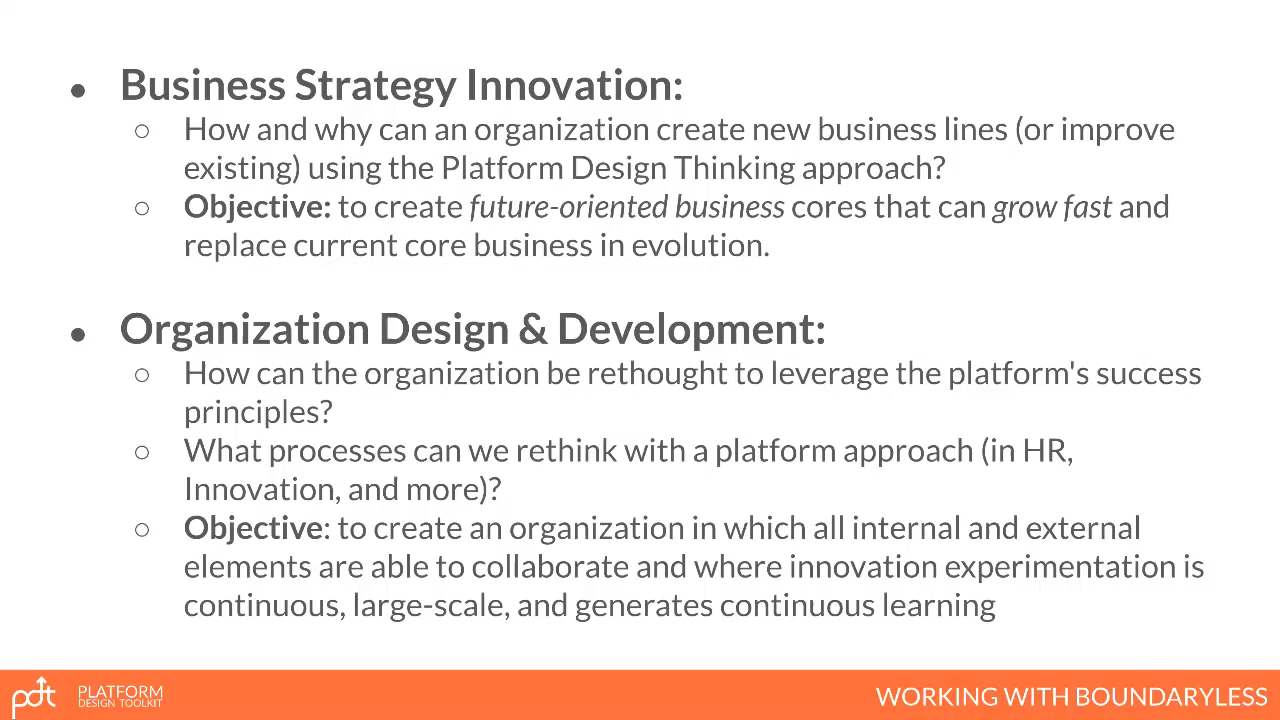 ● Business Strategy Innovation:
○ How and why can an organization create new business lines (or improve
existing) using the Platform Design Thinking approach?
○ Objective: to create future-oriented business cores that can grow fast and
replace current core business in evolution.
● Organization Design & Development:
○ How can the organization be rethought to leverage the platform's success
principles?
○ What processes can we rethink with a platform approach (in HR,
Innovation, and more)?
○ Objective: to create an organization in which all internal and external
elements are able to collaborate and where innovation experimentation is
continuous, large-scale, and generates continuous learning
pdt PLATFORM
DESIGN TOOLKIT
WORKING WITH BOUNDARYLESS